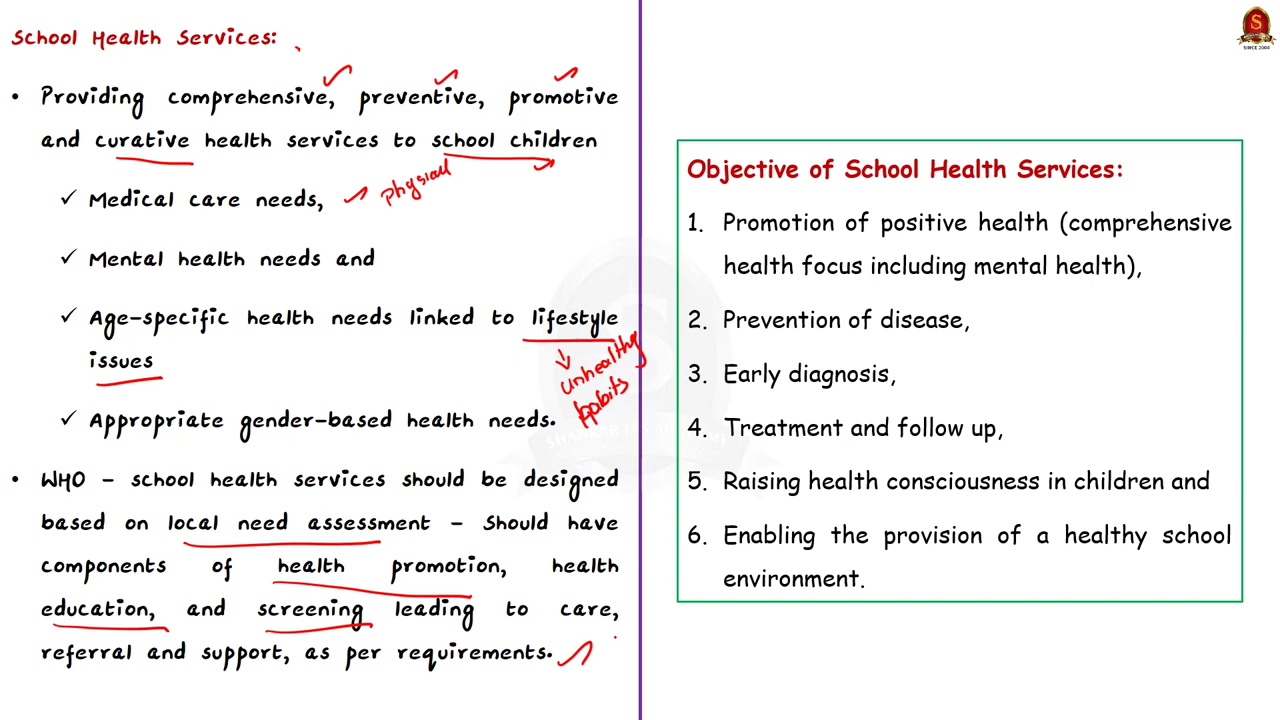 School Health Services:
• Providing comprehensive, preventive, promotive
and curative health services to school children
✓ Medical care needs,
physical
✓ Mental health needs and
✓ Age-specific health needs linked to lifestyle
issues
unhealthy
habits
✓ Appropriate gender-based health needs.
• WHO – school health services should be designed
based on local need assessment – Should have
components of health promotion, health
education, and screening leading to care,
referral and support, as per requirements.
S
SINCE 2004
Objective of School Health Services:
1. Promotion of positive health (comprehensive
health focus including mental health),
2. Prevention of disease,
3. Early diagnosis,
4. Treatment and follow up,
5. Raising health consciousness in children and
6. Enabling the provision of a healthy school
environment.